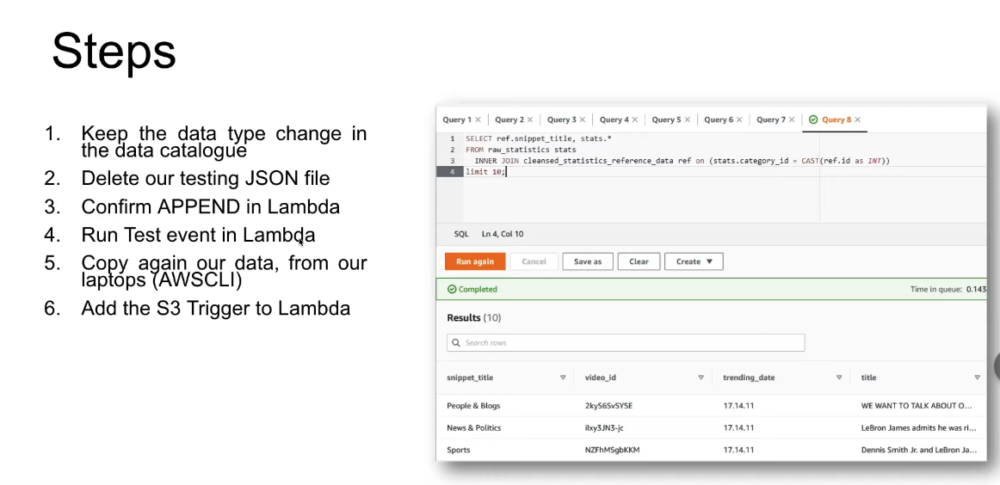 Steps
1. Keep the data type change in
the data catalogue
2. Delete our testing JSON file
3. Confirm APPEND in Lambda
4. Run Test event in Lambda
5. Copy again our data, from our
laptops (AWSCLI)
6. Add the S3 Trigger to Lambda
Query 1 Query 2 Query 3 Query 4 Query 5 Query 6 Query 7 Query 8
1 SELECT ref.snippet_title, stats.*
2 FROM raw_statistics stats
3 INNER JOIN cleansed_statistics_reference_data ref on (stats.category_id = CAST(ref.id as INT))
4 limit 10;
SQL Ln 4, Col 10
Run again Cancel Save as Clear Create
Completed Time in queue: 0.143
Results (10)
Search rows
snippet_title video_id trending_date title
People & Blogs 2kyS6SvSYSE 17.14.11 WE WANT TO TALK ABOUT O...
News & Politics ilxy3JN3-jc 17.14.11 LeBron James admits he was ri...
Sports NZFhMSgbKKM 17.14.11 Dennis Smith Jr. and LeBron Ja...